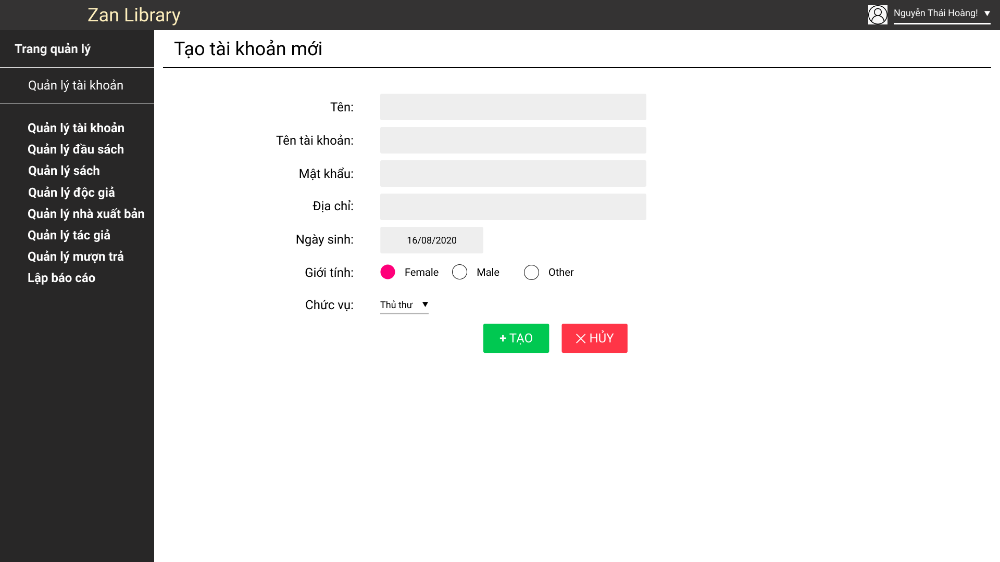 Zan Library
Nguyễn Thái Hoàng!
Trang quản lý
Quản lý tài khoản
Quản lý tài khoản
Quản lý đầu sách
Quản lý sách
Quản lý độc giả
Quản lý nhà xuất bản
Quản lý tác giả
Quản lý mượn trả
Lập báo cáo
Tạo tài khoản mới
Tên:
Tên tài khoản:
Mật khẩu:
Địa chỉ:
Ngày sinh: 16/08/2020
Giới tính: Female Male Other
Chức vụ: Thủ thư
+ TẠO HỦY